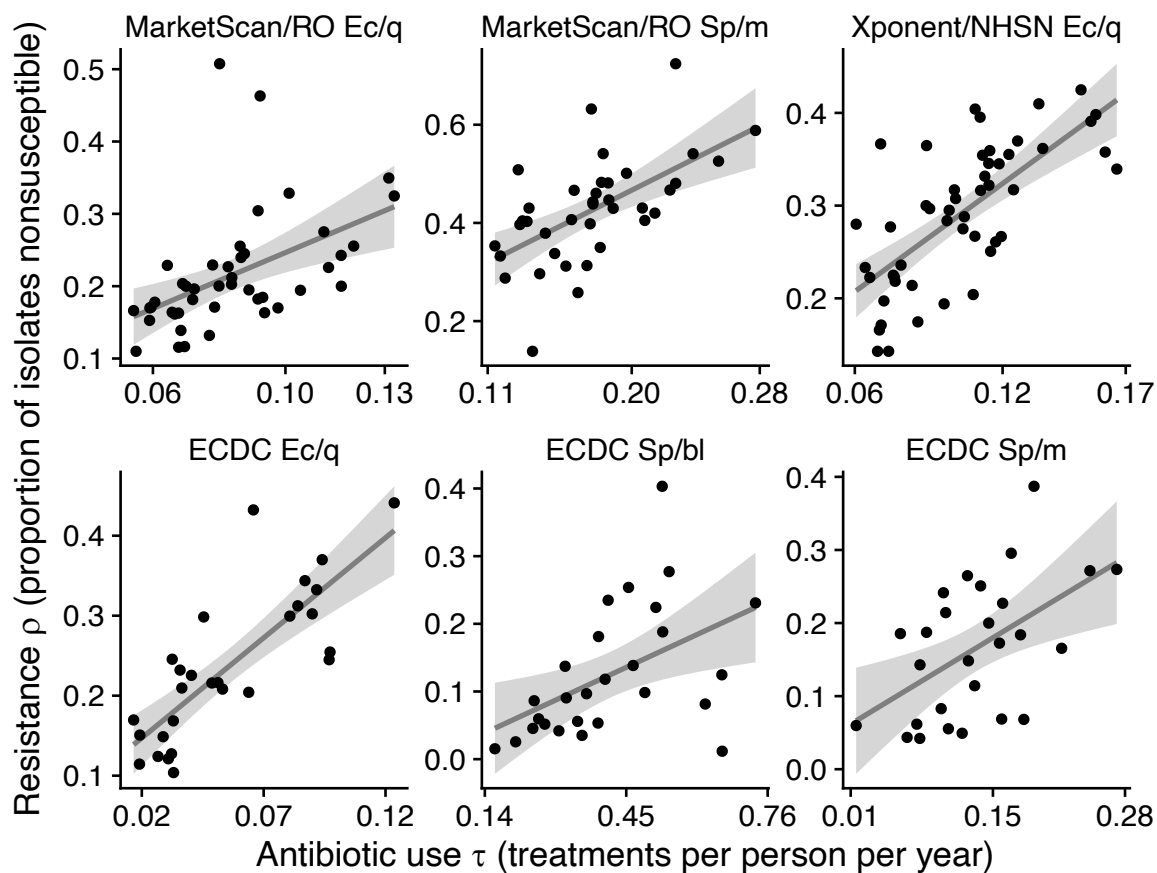 Resistance ρ (proportion of isolates nonsusceptible)
MarketScan/RO Ec/q
0.5
0.4
0.3
0.2
0.1
0.06 0.10 0.13
MarketScan/RO Sp/m
0.6
0.4
0.2
0.11 0.20 0.28
Xponent/NHSN Ec/q
0.4
0.3
0.2
0.06 0.12 0.17
ECDC Ec/q
0.4
0.3
0.2
0.1
0.02 0.07 0.12
ECDC Sp/bl
0.4
0.3
0.2
0.1
0.0
0.14 0.45 0.76
ECDC Sp/m
0.4
0.3
0.2
0.1
0.0
0.01 0.15 0.28
Antibiotic use τ (treatments per person per year)